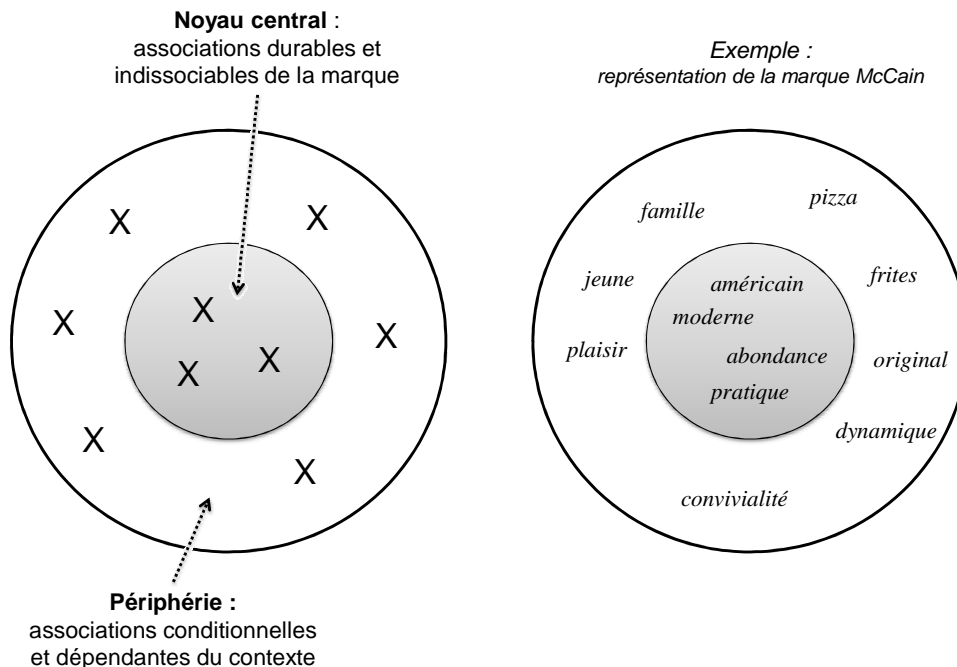 Noyau central :
associations durables et
indissociables de la marque
Exemple :
représentation de la marque McCain
X
X
X
X
X
X
X
X
X
Périphérie :
associations conditionnelles
et dépendantes du contexte
famille
pizza
jeune
américain
frites
moderne
plaisir
abondance
original
pratique
dynamique
convivialité